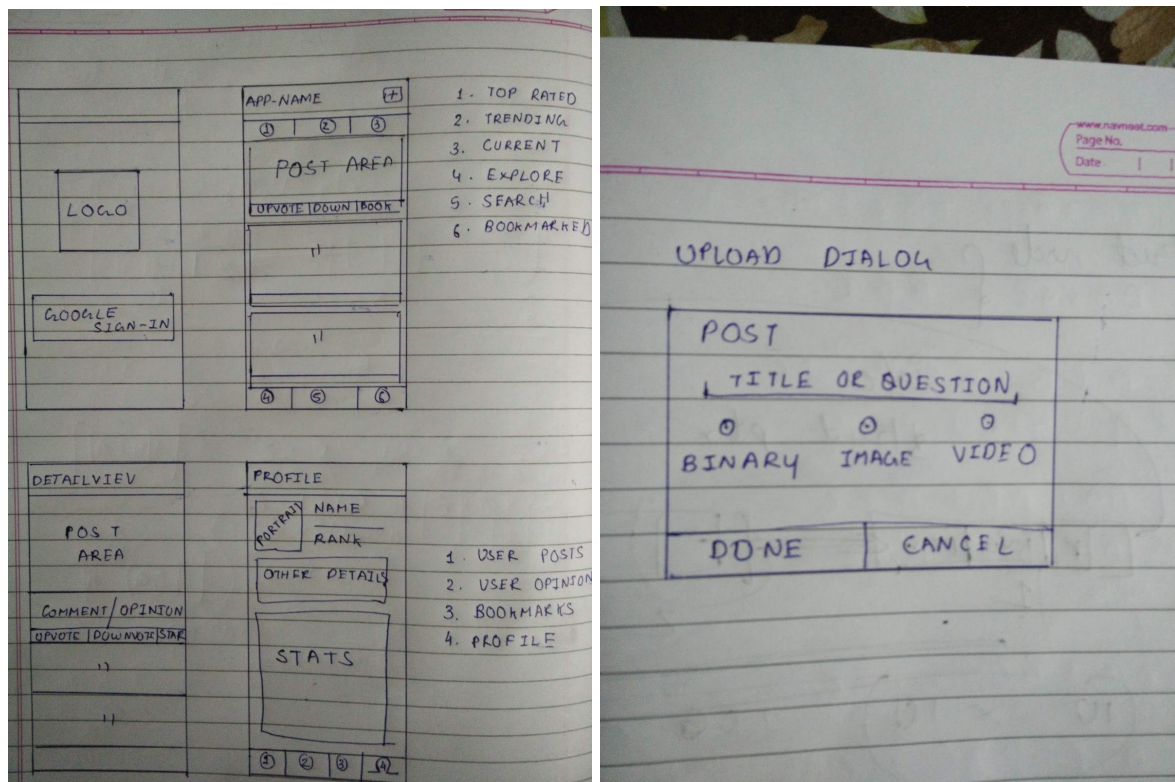 LOGO
GOOGLE
SIGN-IN
APP-NAME +
1 2 3
POST AREA
UPVOTE DOWN BOOK
"
"
4 5 6
1. TOP RATED
2. TRENDING
3. CURRENT
4. EXPLORE
5. SEARCH
6. BOOKMARKED
DETAILVIEV
POST
AREA
COMMENT/OPINION
UPVOTE DOWNVOTE STAR
"
"
PROFILE
PORTRAIT
NAME
RANK
OTHER DETAILS
STATS
1 2 3 4
1. USER POSTS
2. USER OPINION
3. BOOKMARKS
4. PROFILE
www.navneet.com
Page No.
Date
UPLOAD DIALOG
POST
TITLE OR QUESTION
BINARY IMAGE VIDEO
DONE CANCEL